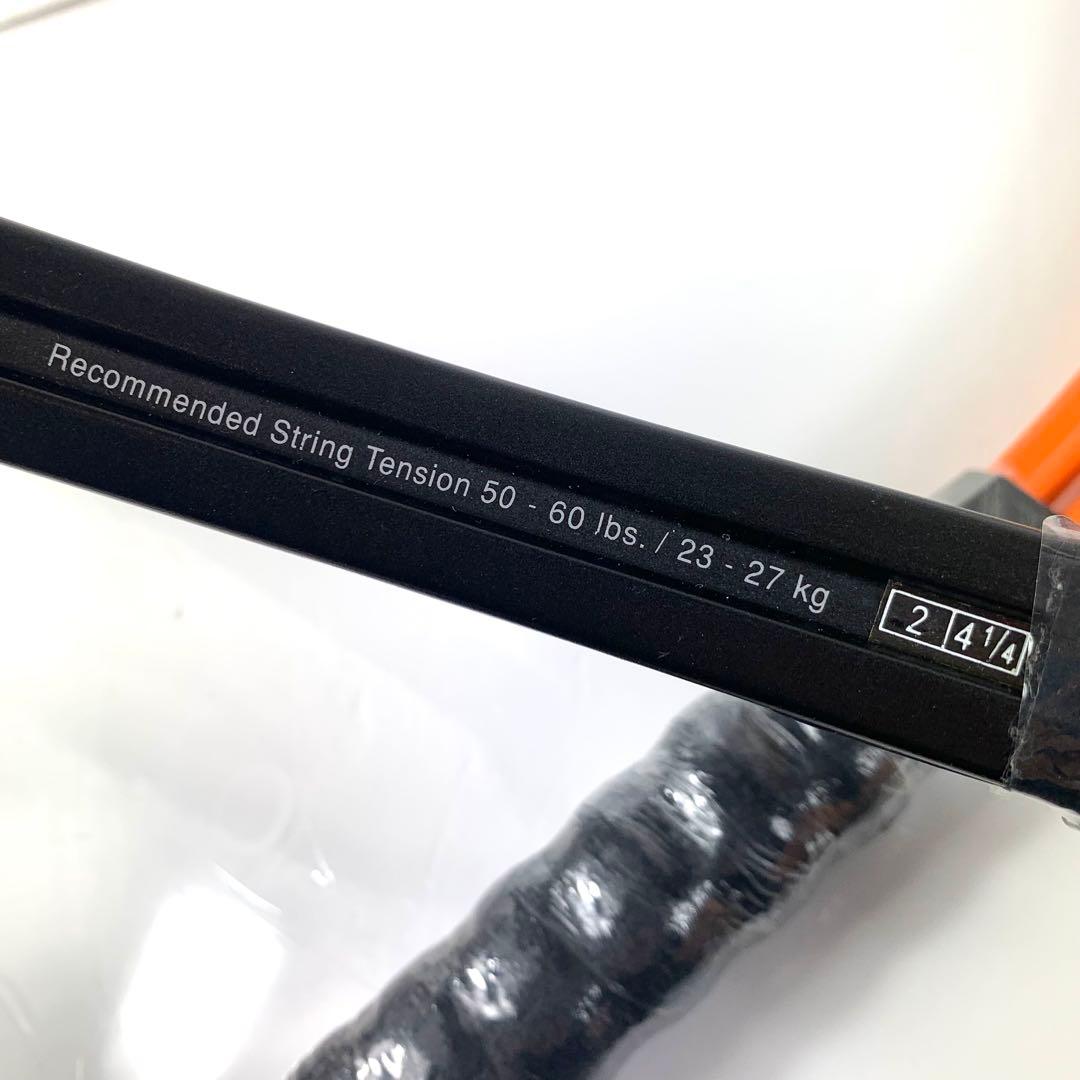 Recommended String Tension 50 - 60 lbs. / 23 - 27 kg
2 4 1/4